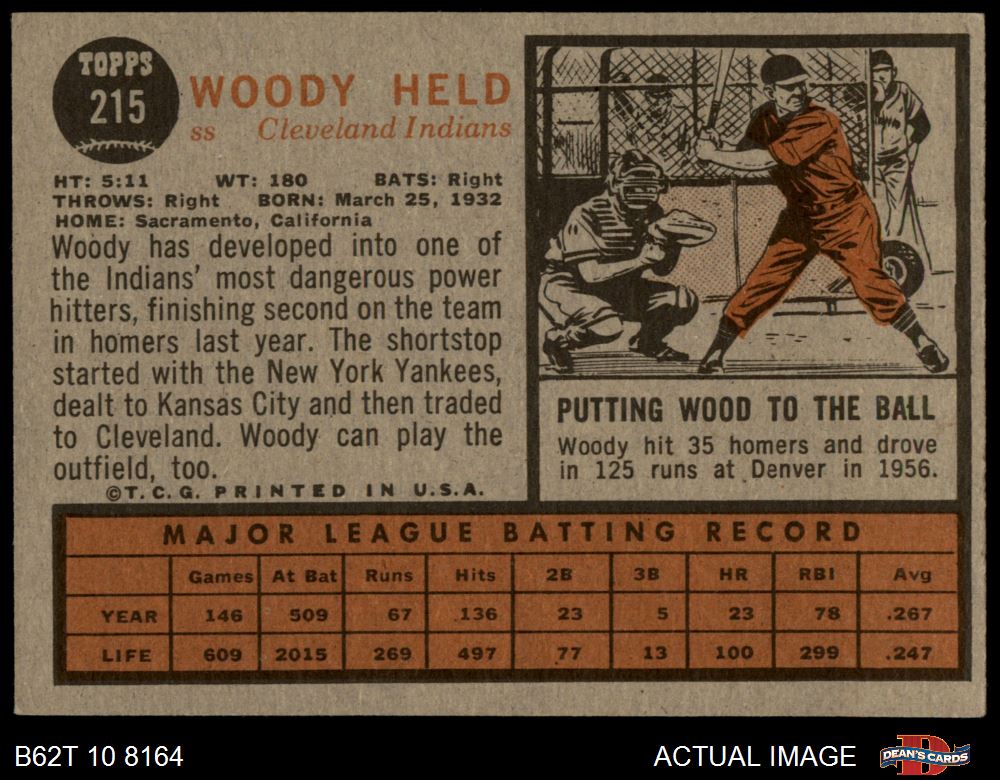 TOPPS
215
WOODY HELD
ss Cleveland Indians
HT: 5:11 WT: 180 BATS: Right
THROWS: Right BORN: March 25, 1932
HOME: Sacramento, California
Woody has developed into one of
the Indians' most dangerous power
hitters, finishing second on the team
in homers last year. The shortstop
started with the New York Yankees,
dealt to Kansas City and then traded
to Cleveland. Woody can play the
outfield, too.
©T.C.G. PRINTED IN U.S.A.
PUTTING WOOD TO THE BALL
Woody hit 35 homers and drove
in 125 runs at Denver in 1956.
MAJOR LEAGUE BATTING RECORD
Games At Bat Runs Hits 2B 3B HR RBI Avg
YEAR 146 509 67 136 23 5 23 78 .267
LIFE 609 2015 269 497 77 13 100 299 .247
B62T 10 8164
ACTUAL IMAGE
DEAN'S CARDS